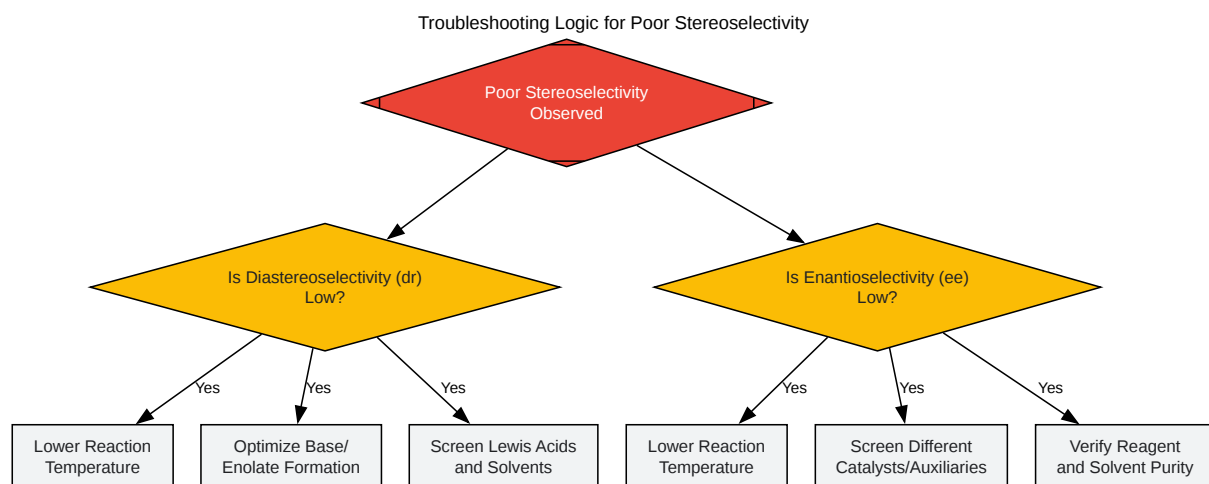 Troubleshooting Logic for Poor Stereoselectivity
Poor Stereoselectivity
Observed
Is Diastereoselectivity (dr)
Low?
Is Enantioselectivity (ee)
Low?
Yes
Yes
Yes
Yes
Yes
Yes
Lower Reaction
Temperature
Optimize Base/
Enolate Formation
Screen Lewis Acids
and Solvents
Lower Reaction
Temperature
Screen Different
Catalysts/Auxiliaries
Verify Reagent
and Solvent Purity